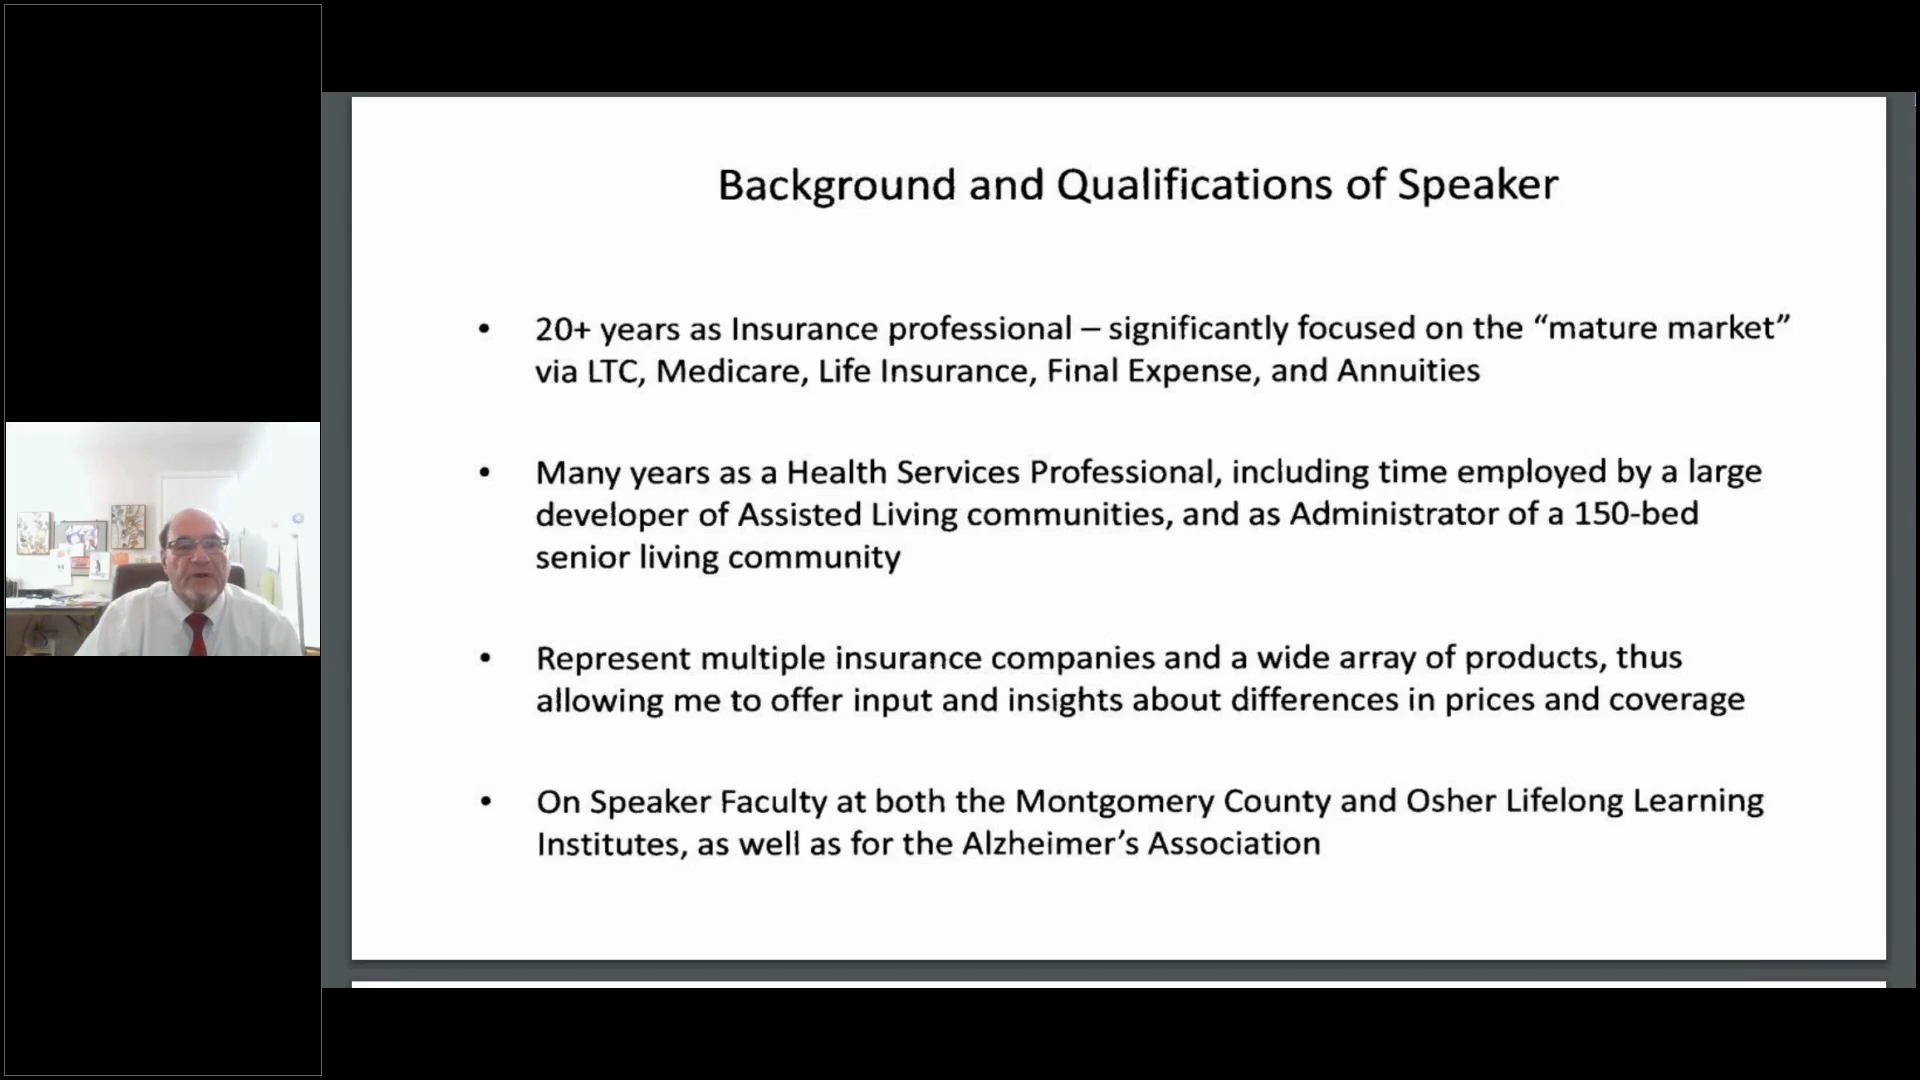 Background and Qualifications of Speaker
• 20+ years as Insurance professional – significantly focused on the “mature market”
via LTC, Medicare, Life Insurance, Final Expense, and Annuities
• Many years as a Health Services Professional, including time employed by a large
developer of Assisted Living communities, and as Administrator of a 150-bed
senior living community
• Represent multiple insurance companies and a wide array of products, thus
allowing me to offer input and insights about differences in prices and coverage
• On Speaker Faculty at both the Montgomery County and Osher Lifelong Learning
Institutes, as well as for the Alzheimer’s Association